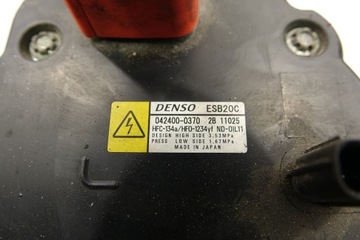 DENSO ESB20C
042400-0370 2B 11025
HFC-134a/HFO-1234yf ND-OIL11
DESIGN HIGH SIDE 3,53MPa
PRESS LOW SIDE 1,67MPa
MADE IN JAPAN